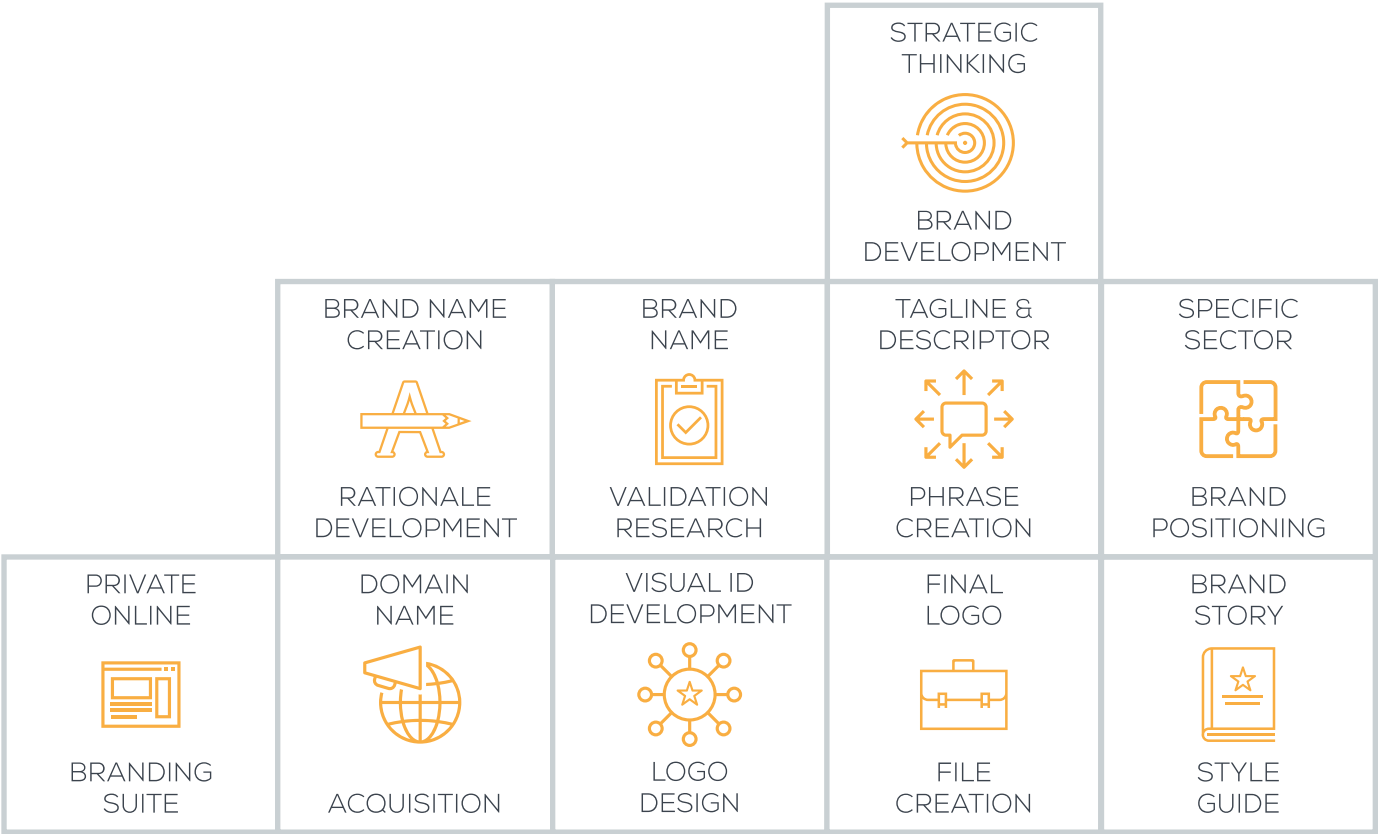 STRATEGIC
THINKING
BRAND
DEVELOPMENT
BRAND NAME
CREATION
RATIONALE
DEVELOPMENT
BRAND
NAME
VALIDATION
RESEARCH
TAGLINE &
DESCRIPTOR
PHRASE
CREATION
SPECIFIC
SECTOR
BRAND
POSITIONING
PRIVATE
ONLINE
BRANDING
SUITE
DOMAIN
NAME
ACQUISITION
VISUAL ID
DEVELOPMENT
LOGO
DESIGN
FINAL
LOGO
FILE
CREATION
BRAND
STORY
STYLE
GUIDE